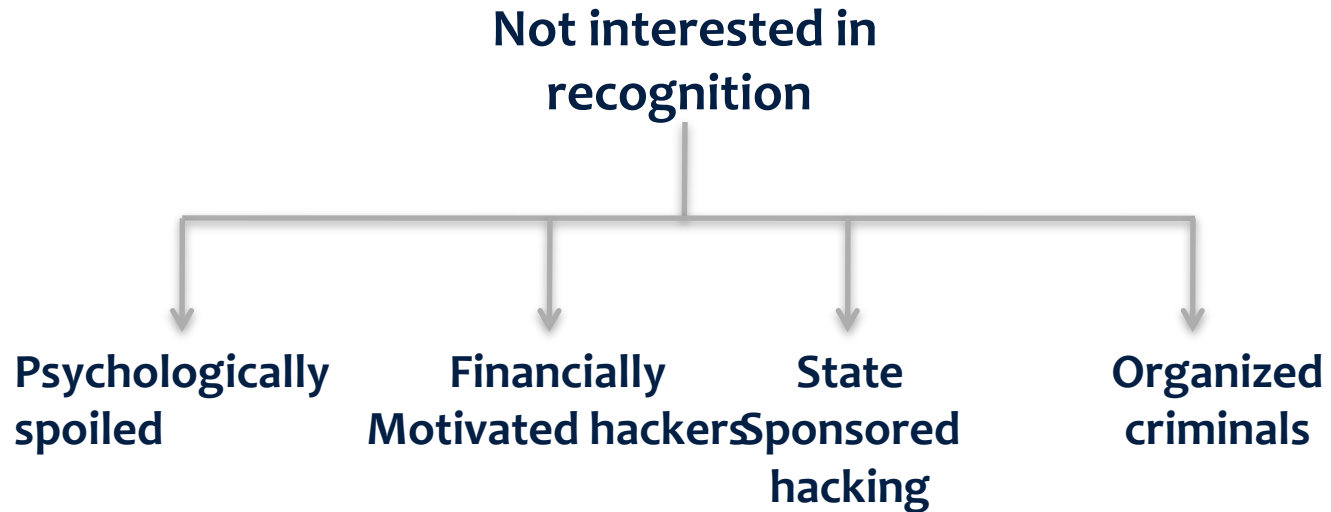 Not interested in
recognition
Psychologically
spoiled
Financially
Motivated hackers
State
Sponsored
hacking
Organized
criminals